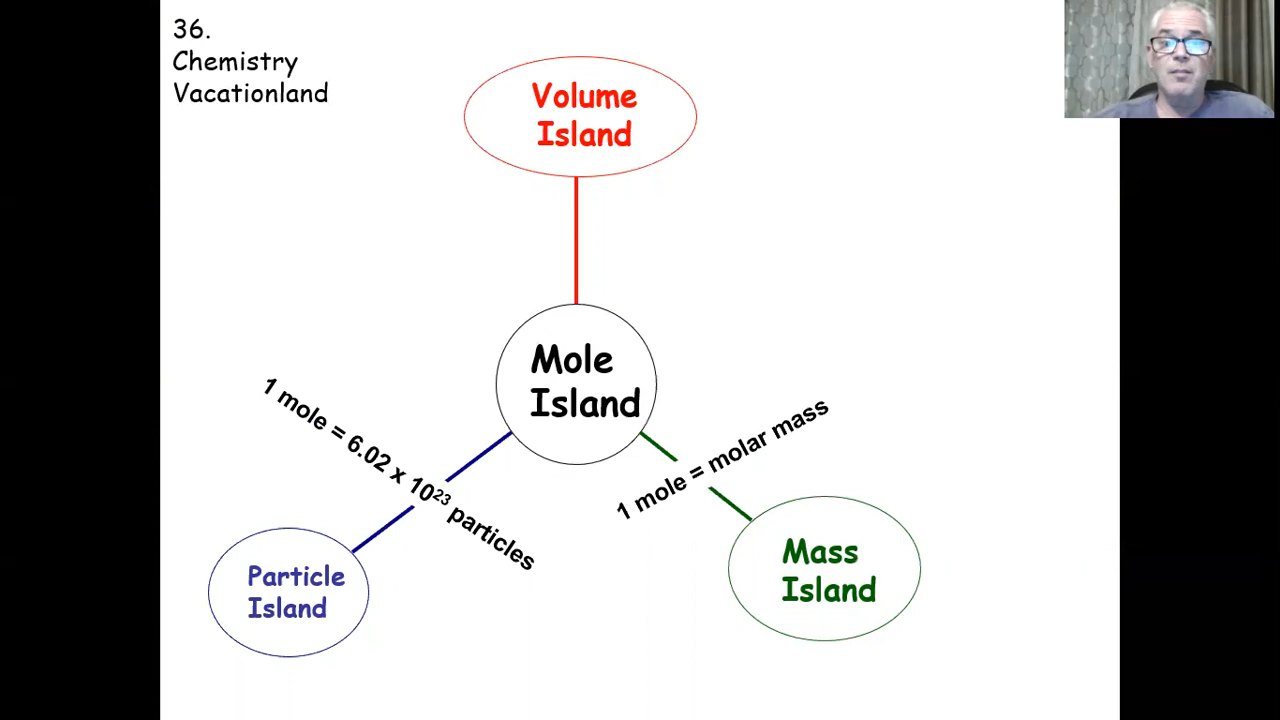 36.
Chemistry
Vacationland
Volume
Island
Mole
Island
1 mole = 6.02 x 10²³ particles
1 mole = molar mass
Particle
Island
Mass
Island